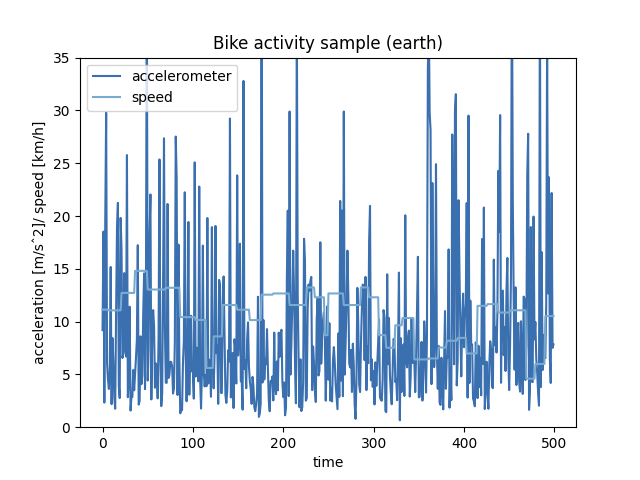 Bike activity sample (earth)
accelerometer
speed
acceleration [m/s^2]/ speed [km/h]
35
30
25
20
15
10
5
0
0 100 200 300 400 500
time